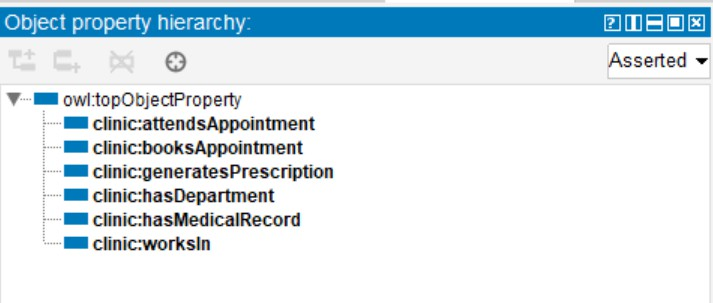 Object property hierarchy:
Asserted
owl:topObjectProperty
clinic:attendsAppointment
clinic:booksAppointment
clinic:generatesPrescription
clinic:hasDepartment
clinic:hasMedicalRecord
clinic:worksIn